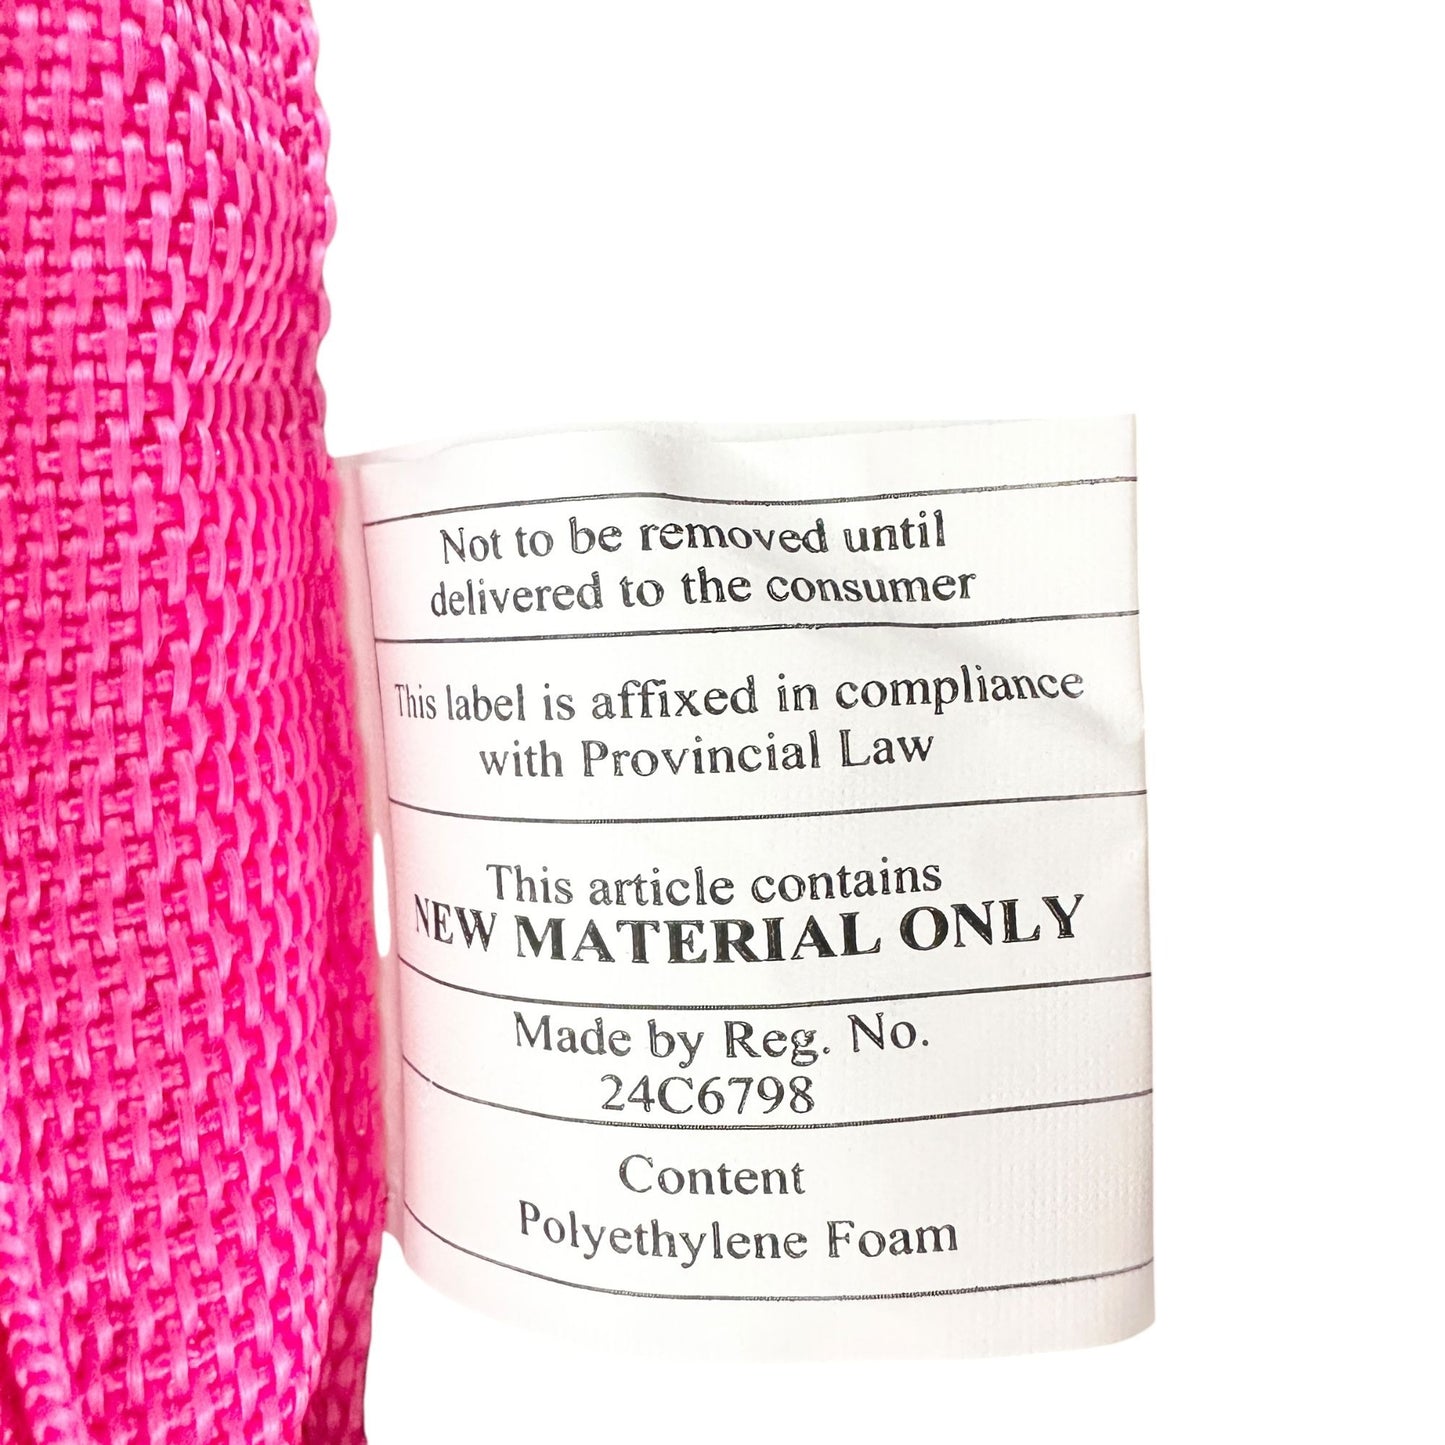 Not to be removed until
delivered to the consumer
This label is affixed in compliance
with Provincial Law
This article contains
NEW MATERIAL ONLY
Made by Reg. No.
24C6798
Content
Polyethylene Foam